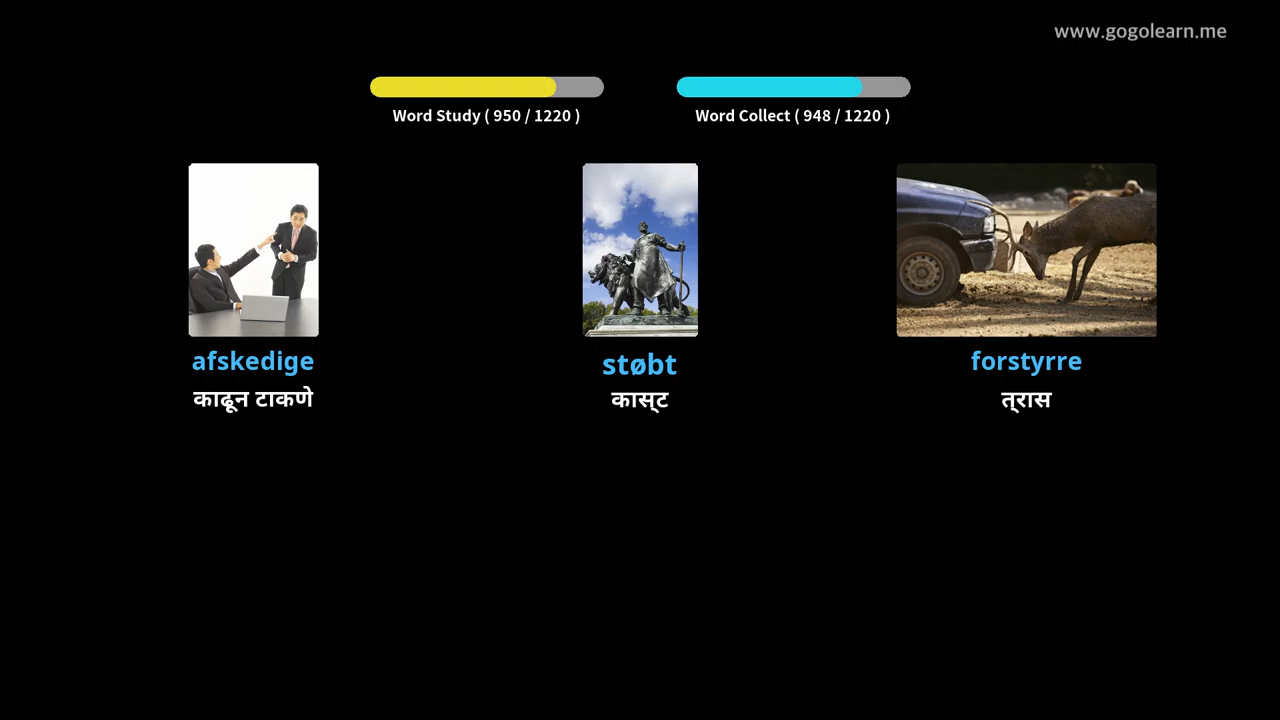 www.gogolearn.me
Word Study ( 950 / 1220 )
Word Collect ( 948 / 1220 )
afskedige
काढून टाकणे
støbt
कास्ट
forstyrre
त्रास